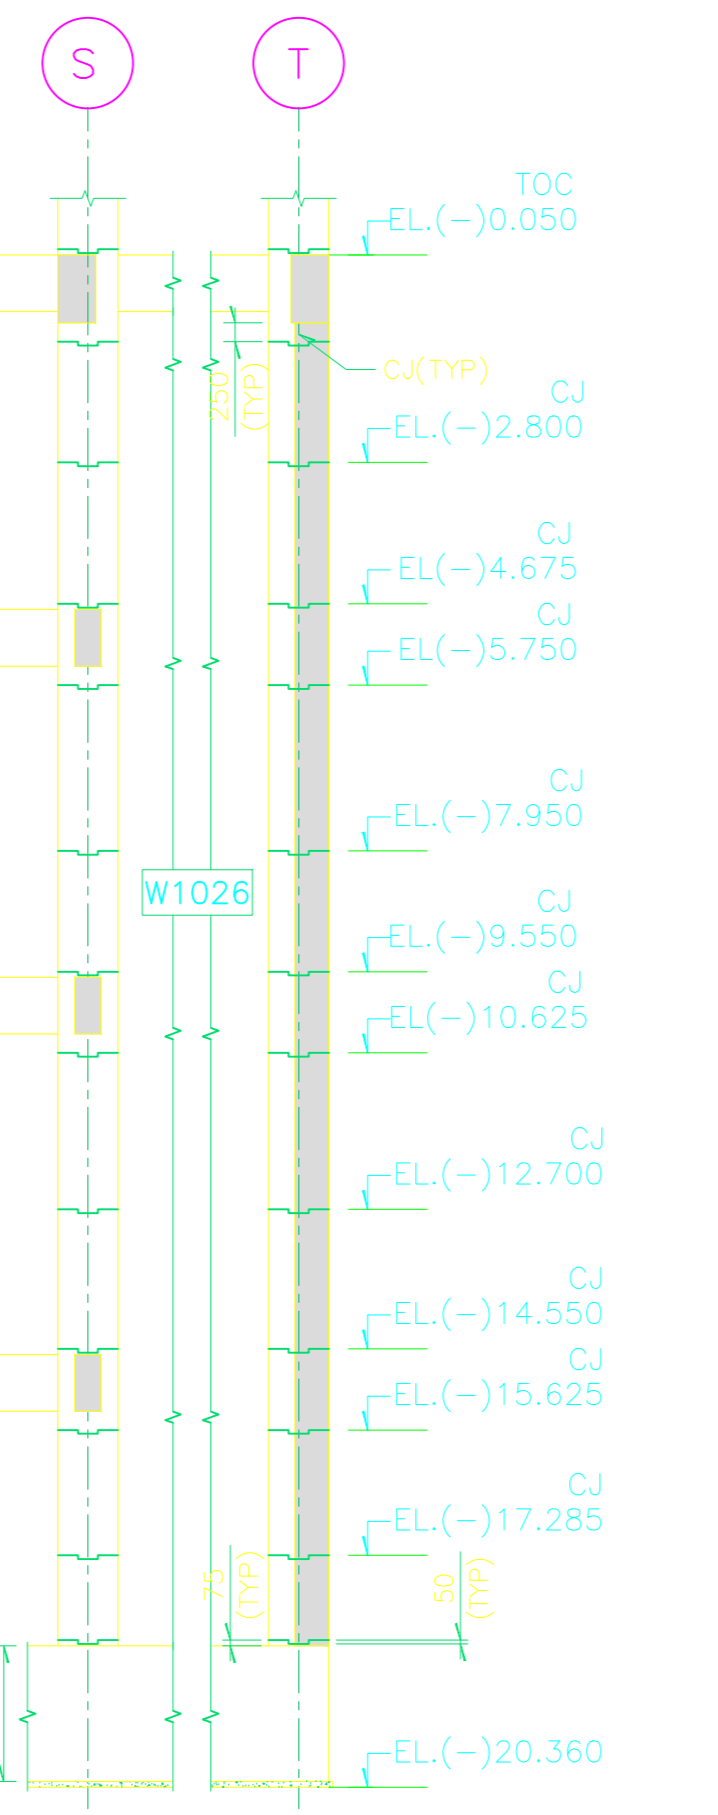 S
T
TOC
EL.(-)0.050
CJ(TYP)
250
(TYP)
CJ
EL.(-)2.800
CJ
EL(-)4.675
CJ
EL(-)5.750
CJ
EL.(-)7.950
W1026
CJ
EL.(-)9.550
CJ
EL(-)10.625
CJ
EL.(-)12.700
CJ
EL.(-)14.550
CJ
EL.(-)15.625
CJ
EL.(-)17.285
75
(TYP)
50
(TYP)
EL.(-)20.360